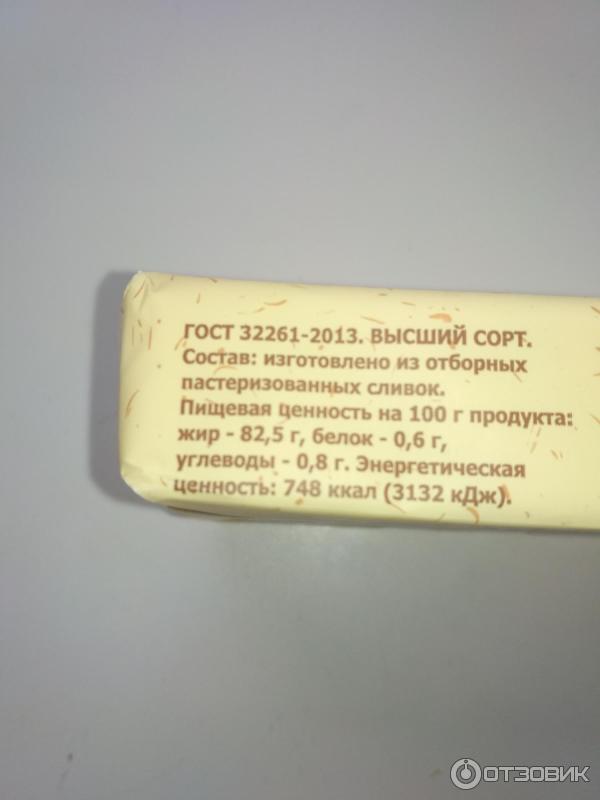 ГОСТ 32261-2013. ВЫСШИЙ СОРТ.
Состав: изготовлено из отборных
пастеризованных сливок.
Пищевая ценность на 100 г продукта:
жир - 82,5 г, белок - 0,6 г,
углеводы - 0,8 г. Энергетическая
ценность: 748 ккал (3132 кДж).
ОТЗОВИК